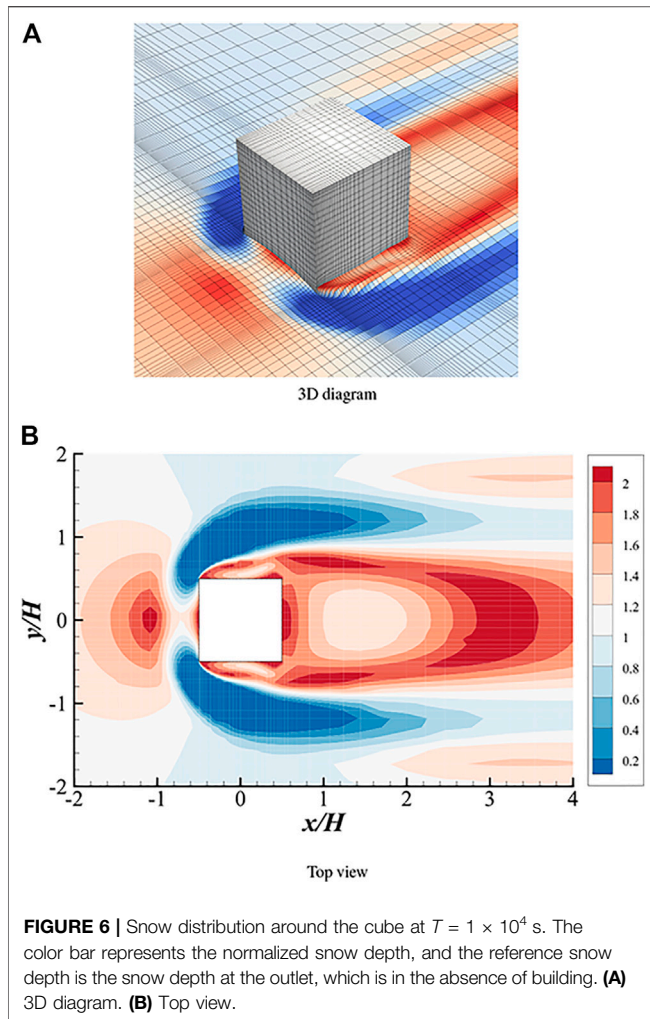 A
3D diagram
B
2
1
0
-1
-2
y/H
-2 -1 0 1 2 3 4
x/H
2
1.8
1.6
1.4
1.2
1
0.8
0.6
0.4
0.2
Top view
FIGURE 6 | Snow distribution around the cube at T = 1 × 10⁴ s. The
color bar represents the normalized snow depth, and the reference snow
depth is the snow depth at the outlet, which is in the absence of building. (A)
3D diagram. (B) Top view.